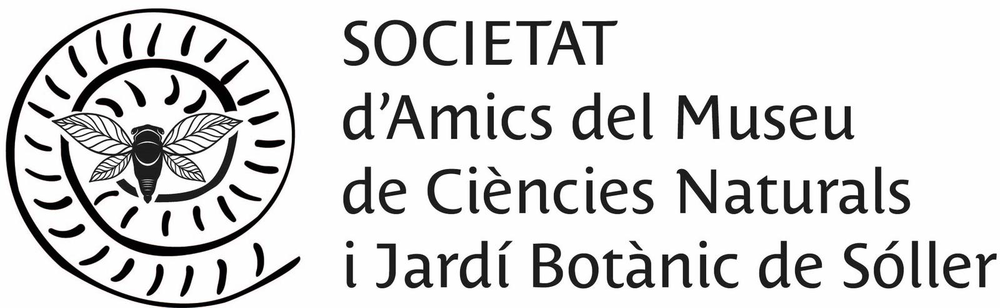 SOCIETAT
d’Amics del Museu
de Ciències Naturals
i Jardí Botànic de Sóller